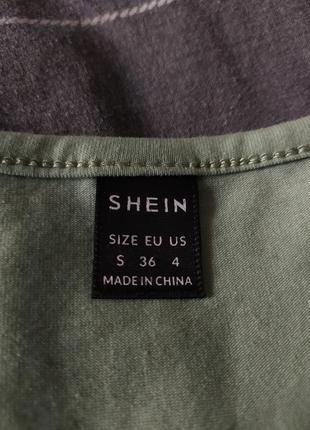 SHEIN
SIZE EU US
S 36 4
MADE IN CHINA